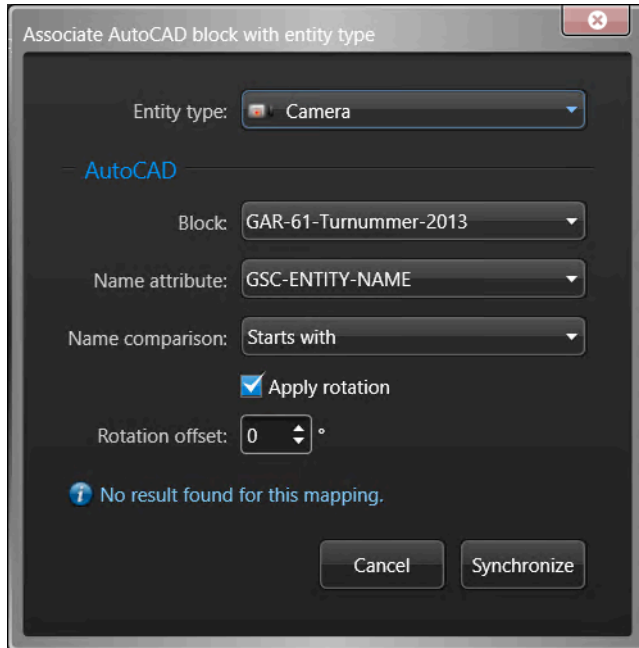 Associate AutoCAD block with entity type
Entity type: Camera
AutoCAD
Block: GAR-61-Turnummer-2013
Name attribute: GSC-ENTITY-NAME
Name comparison: Starts with
Apply rotation
Rotation offset: 0 °
No result found for this mapping.
Cancel Synchronize